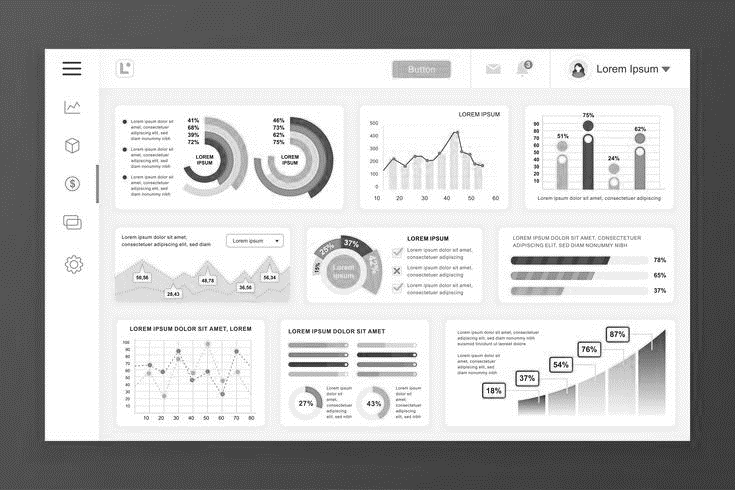 Button
3
Lorem Ipsum
Lorem ipsum dolor sit
amet, consectetuer
adipiscing elit, sed
diam nonummy nibh
Lorem ipsum dolor sit
amet, consectetuer
adipiscing elit, sed
diam nonummy nibh
Lorem ipsum dolor sit
amet, consectetuer
adipiscing elit, sed
diam nonummy nibh
41%
68%
39%
72%
LOREM
IPSUM
46%
73%
62%
75%
LOREM
IPSUM
LOREM IPSUM
500
400
300
200
100
0
10 20 30 40 50 60
90
80
70
60
50
40
30
20
10
51%
75%
24%
62%
Lorem ipsum dolor sit amet, consectetuer adipiscing
Lorem ipsum dolor sit amet,
consectetuer adipiscing elit, sed diam
Lorem ipsum
59,56
28,43
48,78
36,56
56,34
15%
25%
37%
42%
Lorem
ipsum
LOREM IPSUM
Lorem ipsum dolor sit amet,
consectetuer adipiscing
Lorem ipsum dolor sit amet,
consectetuer adipiscing
Lorem ipsum dolor sit amet,
consectetuer adipiscing
LOREM IPSUM DOLOR SIT AMET, CONSECTETUER
ADIPISCING ELIT, SED DIAM NONUMMY NIBH
78%
65%
37%
LOREM IPSUM DOLOR SIT AMET, LOREM
100
90
80
70
60
50
40
30
20
10
10 20 30 40 50 60 70 80
LOREM IPSUM DOLOR SIT AMET
27%
Lorem ipsum
dolor sit
amet,
consectetuer
adipiscing
elit, sed nibh
43%
Lorem ipsum
dolor sit
amet,
consectetuer
adipiscing
elit, sed nibh
Lorem ipsum dolor sit amet, consectetuer
adipiscing elit, sed diam nonummy nibh
euismod tincidunt ut laoreet dolore
Lorem ipsum dolor sit
amet, consectetuer
adipiscing elit, sed
diam nonummy nibh
18%
37%
54%
76%
87%